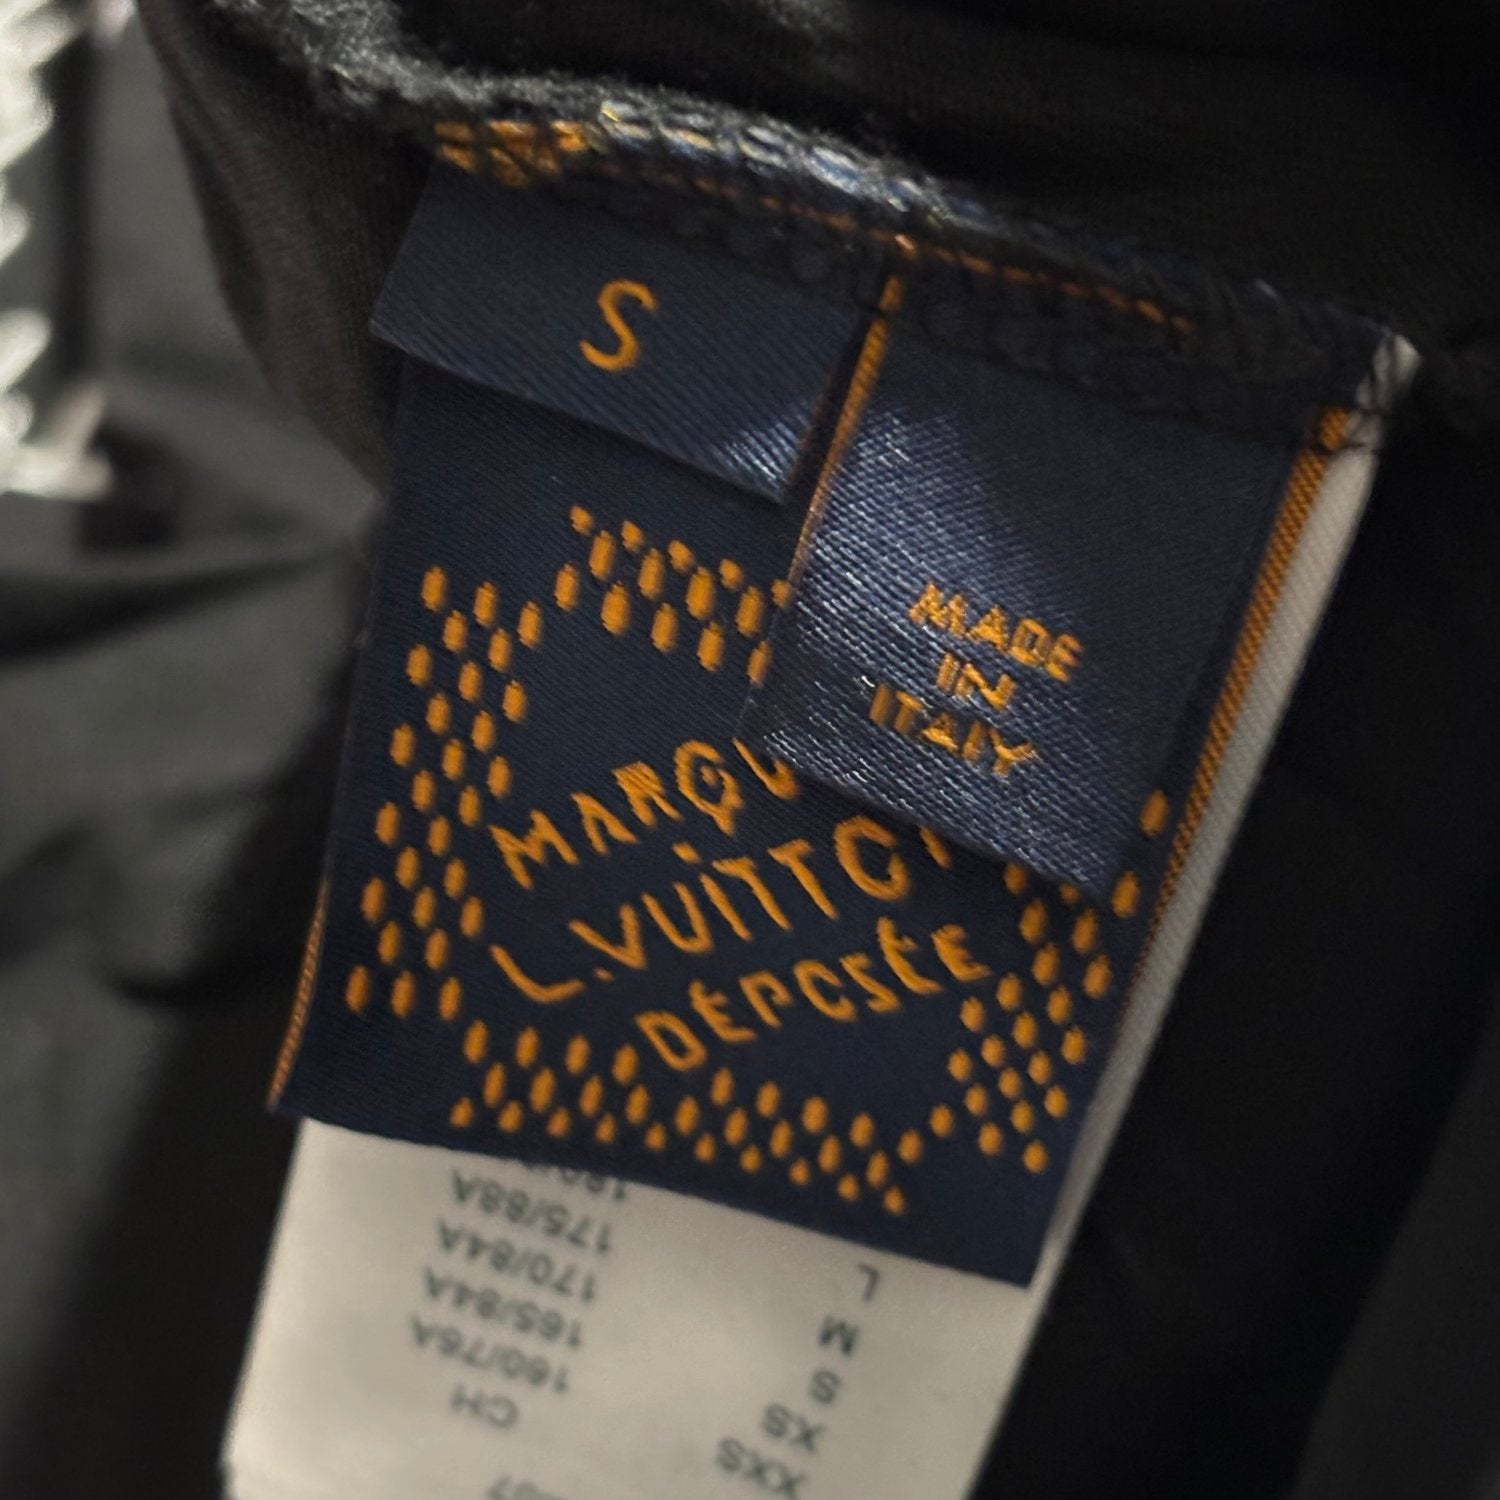 S
MADE
IN
ITALY
MARQU
L.VUITTO
DÉPOSÉE
XXS CH
XS 160/76A
S 165/84A
M 170/84A
L 175/88A